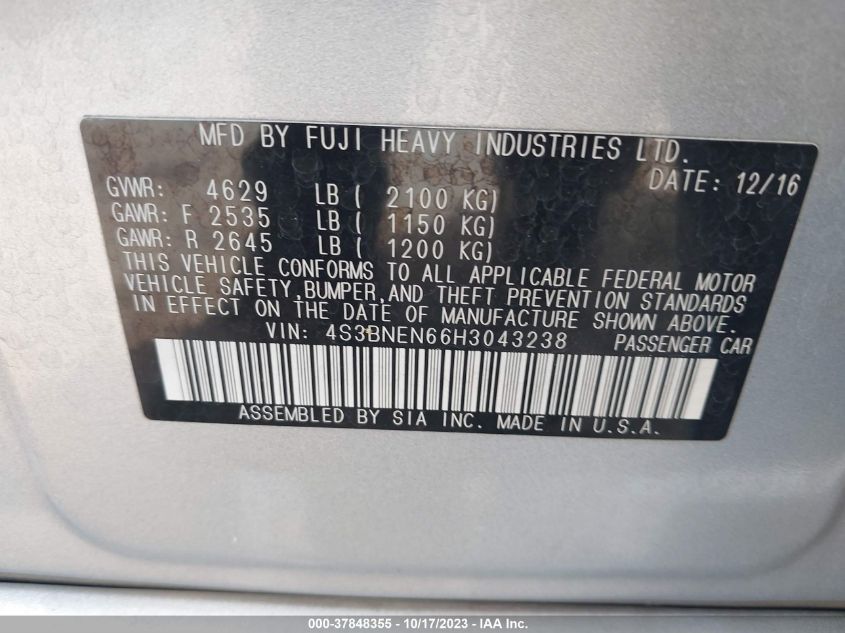 MFD BY FUJI HEAVY INDUSTRIES LTD.
DATE: 12/16
GVWR: 4629 LB ( 2100 KG)
GAWR: F 2535 LB ( 1150 KG)
GAWR: R 2645 LB ( 1200 KG)
THIS VEHICLE CONFORMS TO ALL APPLICABLE FEDERAL MOTOR
VEHICLE SAFETY,BUMPER,AND THEFT PREVENTION STANDARDS
IN EFFECT ON THE DATE OF MANUFACTURE SHOWN ABOVE.
VIN: 4S3BNEN66H3043238 PASSENGER CAR
ASSEMBLED BY SIA INC. MADE IN U.S.A.
000-37848355 - 10/17/2023 - IAA Inc.